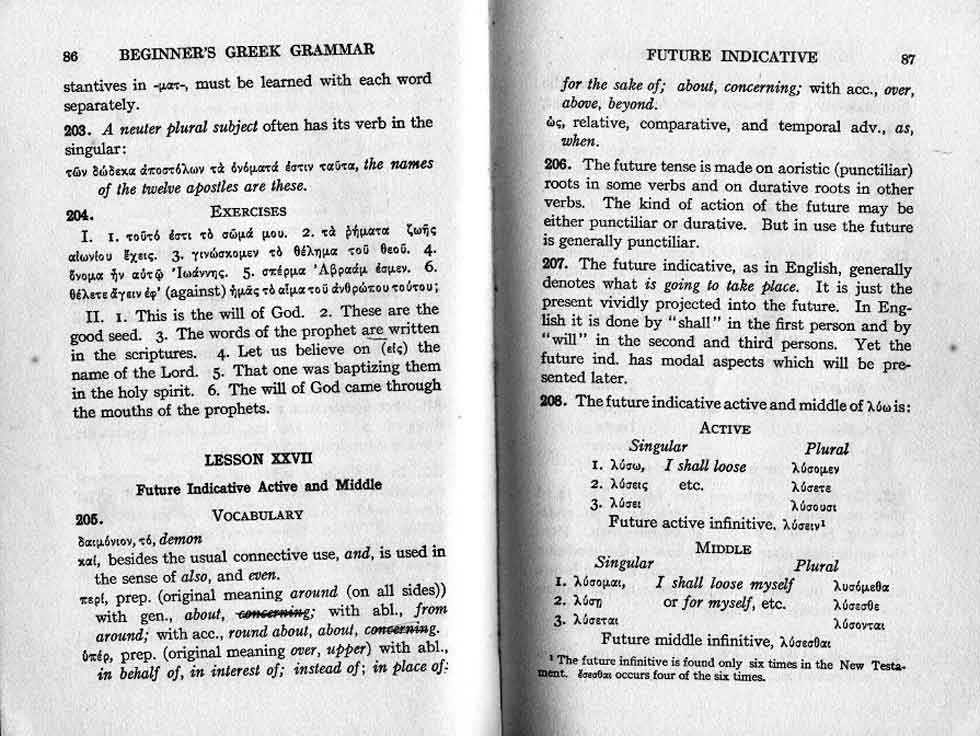 86 BEGINNER'S GREEK GRAMMAR
stantives in -ματ-, must be learned with each word
separately.
203. A neuter plural subject often has its verb in the
singular:
τῶν δώδεκα ἀποστόλων τὰ ὀνόματά ἐστιν ταῦτα, the names
of the twelve apostles are these.
204. EXERCISES
I. 1. τοῦτό ἐστι τὸ σῶμά μου. 2. τὰ ῥήματα ζωῆς
αἰωνίου ἔχεις. 3. γινώσκομεν τὸ θέλημα τοῦ θεοῦ. 4.
ὄνομα ἦν αὐτῷ Ἰωάννης. 5. σπέρμα Ἀβραάμ ἐσμεν. 6.
θέλετε ἄγειν ἐφ' (against) ἡμᾶς τὸ αἷμα τοῦ ἀνθρώπου τούτου;
II. 1. This is the will of God. 2. These are the
good seed. 3. The words of the prophet are written
in the scriptures. 4. Let us believe on (εἰς) the
name of the Lord. 5. That one was baptizing them
in the holy spirit. 6. The will of God came through
the mouths of the prophets.
LESSON XXVII
Future Indicative Active and Middle
205. VOCABULARY
δαιμόνιον, τό, demon
καί, besides the usual connective use, and, is used in
the sense of also, and even.
περί, prep. (original meaning around (on all sides))
with gen., about, concerning; with abl., from
around; with acc., round about, about, concerning.
ὑπέρ, prep. (original meaning over, upper) with abl.,
in behalf of, in interest of; instead of; in place of:
FUTURE INDICATIVE 87
for the sake of; about, concerning; with acc., over,
above, beyond.
ὡς, relative, comparative, and temporal adv., as,
when.
206. The future tense is made on aoristic (punctiliar)
roots in some verbs and on durative roots in other
verbs. The kind of action of the future may be
either punctiliar or durative. But in use the future
is generally punctiliar.
207. The future indicative, as in English, generally
denotes what is going to take place. It is just the
present vividly projected into the future. In Eng-
lish it is done by "shall" in the first person and by
"will" in the second and third persons. Yet the
future ind. has modal aspects which will be pre-
sented later.
208. The future indicative active and middle of λύω is:
ACTIVE
Singular Plural
1. λύσω, I shall loose λύσομεν
2. λύσεις etc. λύσετε
3. λύσει λύσουσι
Future active infinitive. λύσειν¹
MIDDLE
Singular Plural
1. λύσομαι, I shall loose myself λυσόμεθα
2. λύσῃ or for myself, etc. λύσεσθε
3. λύσεται λύσονται
Future middle infinitive, λύσεσθαι
¹ The future infinitive is found only six times in the New Testa-
ment. ἔσεσθαι occurs four of the six times.